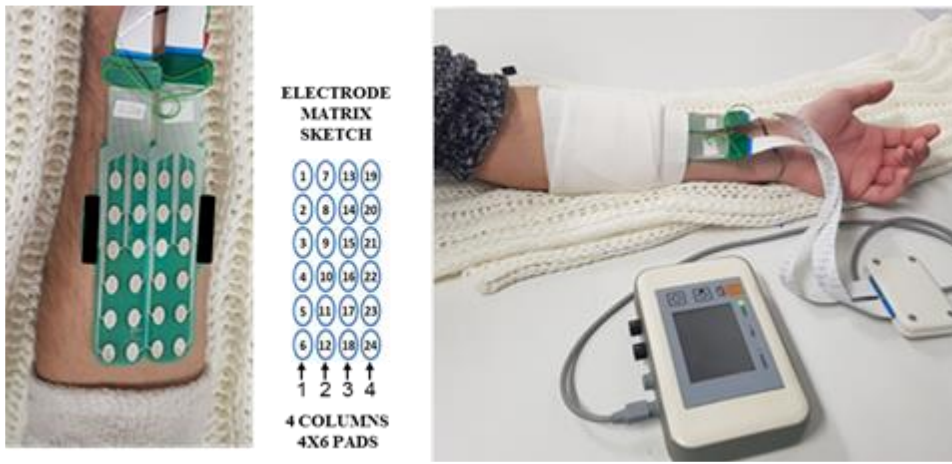 ELECTRODE
MATRIX
SKETCH
1 7 13 19
2 8 14 20
3 9 15 21
4 10 16 22
5 11 17 23
6 12 18 24
1 2 3 4
4 COLUMNS
4X6 PADS